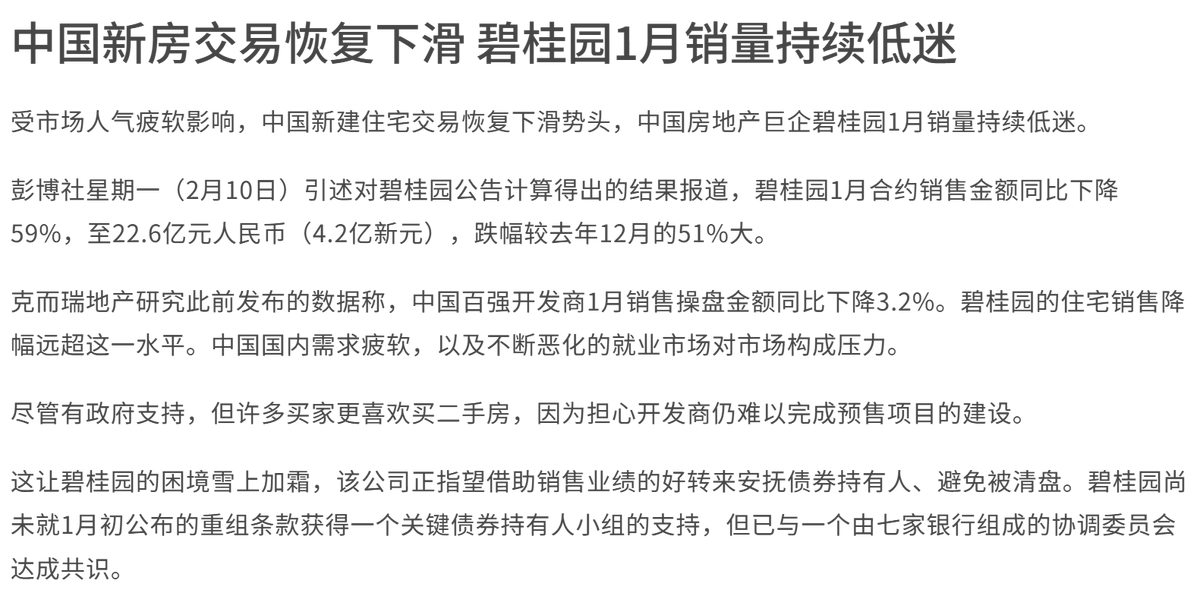 中国新房交易恢复下滑 碧桂园1月销量持续低迷
受市场人气疲软影响，中国新建住宅交易恢复下滑势头，中国房地产巨企碧桂园1月销量持续低迷。
彭博社星期一（2月10日）引述对碧桂园公告计算得出的结果报道，碧桂园1月合约销售金额同比下降
59%，至22.6亿元人民币（4.2亿新元），跌幅较去年12月的51%大。
克而瑞地产研究此前发布的数据称，中国百强开发商1月销售操盘金额同比下降3.2%。碧桂园的住宅销售降
幅远超这一水平。中国国内需求疲软，以及不断恶化的就业市场对市场构成压力。
尽管有政府支持，但许多买家更喜欢买二手房，因为担心开发商仍难以完成预售项目的建设。
这让碧桂园的困境雪上加霜，该公司正指望借助销售业绩的好转来安抚债券持有人、避免被清盘。碧桂园尚
未就1月初公布的重组条款获得一个关键债券持有人小组的支持，但已与一个由七家银行组成的协调委员会
达成共识。